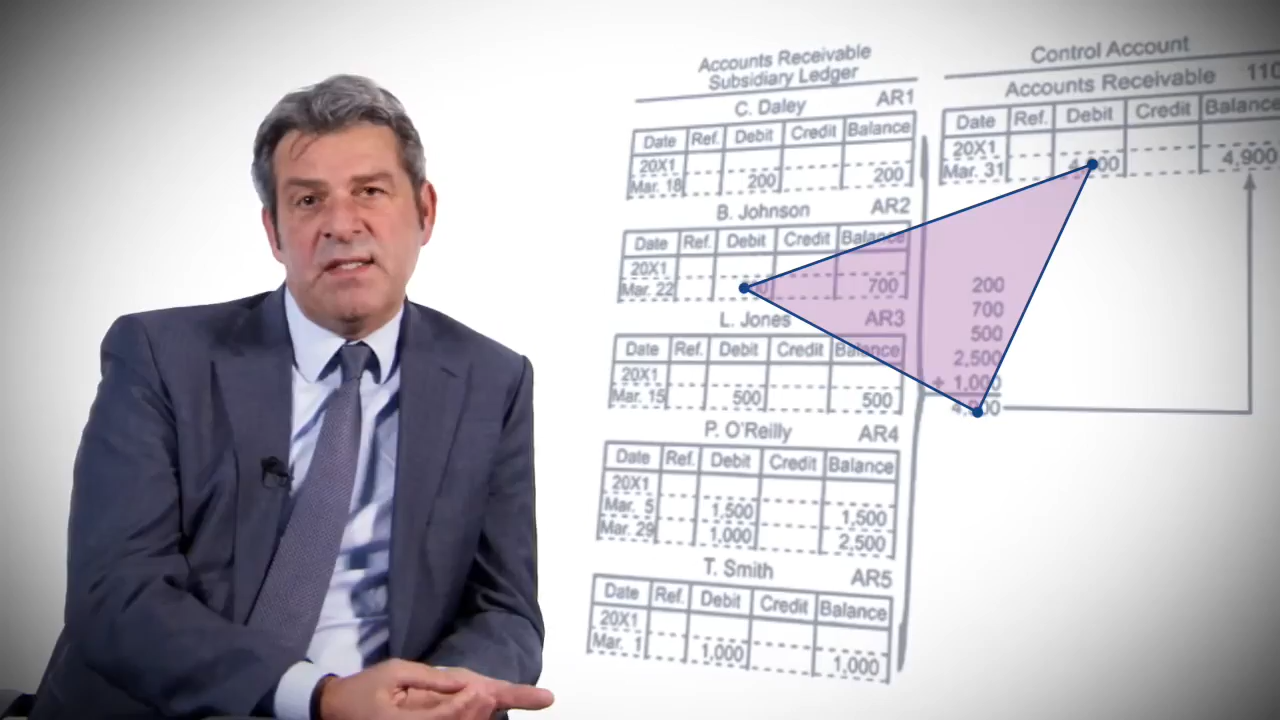 Accounts Receivable
Subsidiary Ledger
C. Daley AR1
Date Ref. Debit Credit Balance
20X1
Mar. 18 200 200
B. Johnson AR2
Date Ref. Debit Credit Balance
20X1
Mar. 22 700
L. Jones AR3
Date Ref. Debit Credit Balance
20X1
Mar. 15 500 500
P. O'Reilly AR4
Date Ref. Debit Credit Balance
20X1
Mar. 5 1,500 1,500
Mar. 29 1,000 2,500
T. Smith AR5
Date Ref. Debit Credit Balance
20X1
Mar. 1 1,000 1,000
Control Account
Accounts Receivable 110
Date Ref. Debit Credit Balance
20X1
Mar. 31 4,900
200
700
500
2,500
+ 1,000